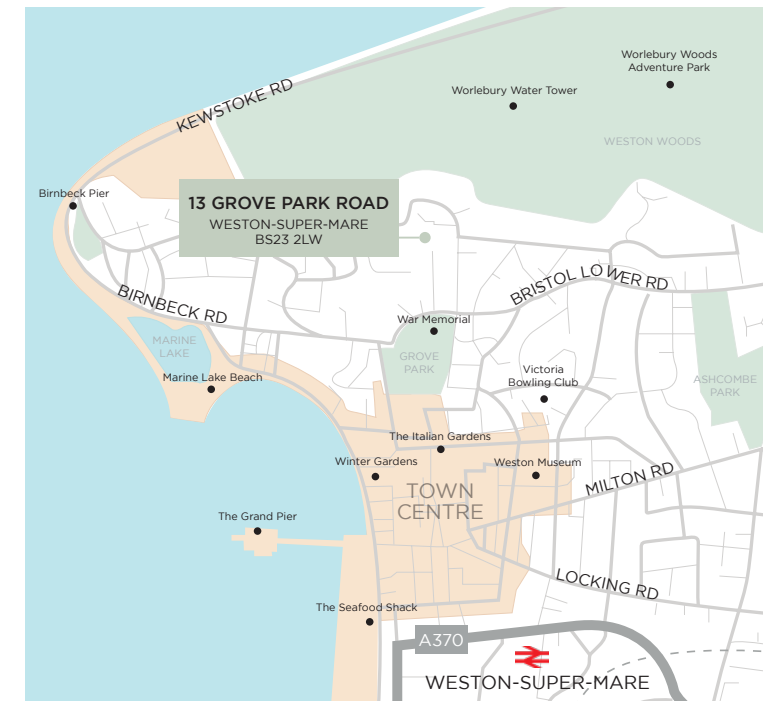 Worlebury Woods
Adventure Park
Worlebury Water Tower
KEWSTOKE RD
WESTON WOODS
Birnbeck Pier
13 GROVE PARK ROAD
WESTON-SUPER-MARE
BS23 2LW
BRISTOL LOWER RD
BIRNBECK RD
War Memorial
MARINE
LAKE
GROVE
PARK
Victoria
Bowling Club
Marine Lake Beach
ASHCOMBE
PARK
The Italian Gardens
Winter Gardens
Weston Museum
MILTON RD
TOWN
CENTRE
The Grand Pier
LOCKING RD
The Seafood Shack
A370
WESTON-SUPER-MARE